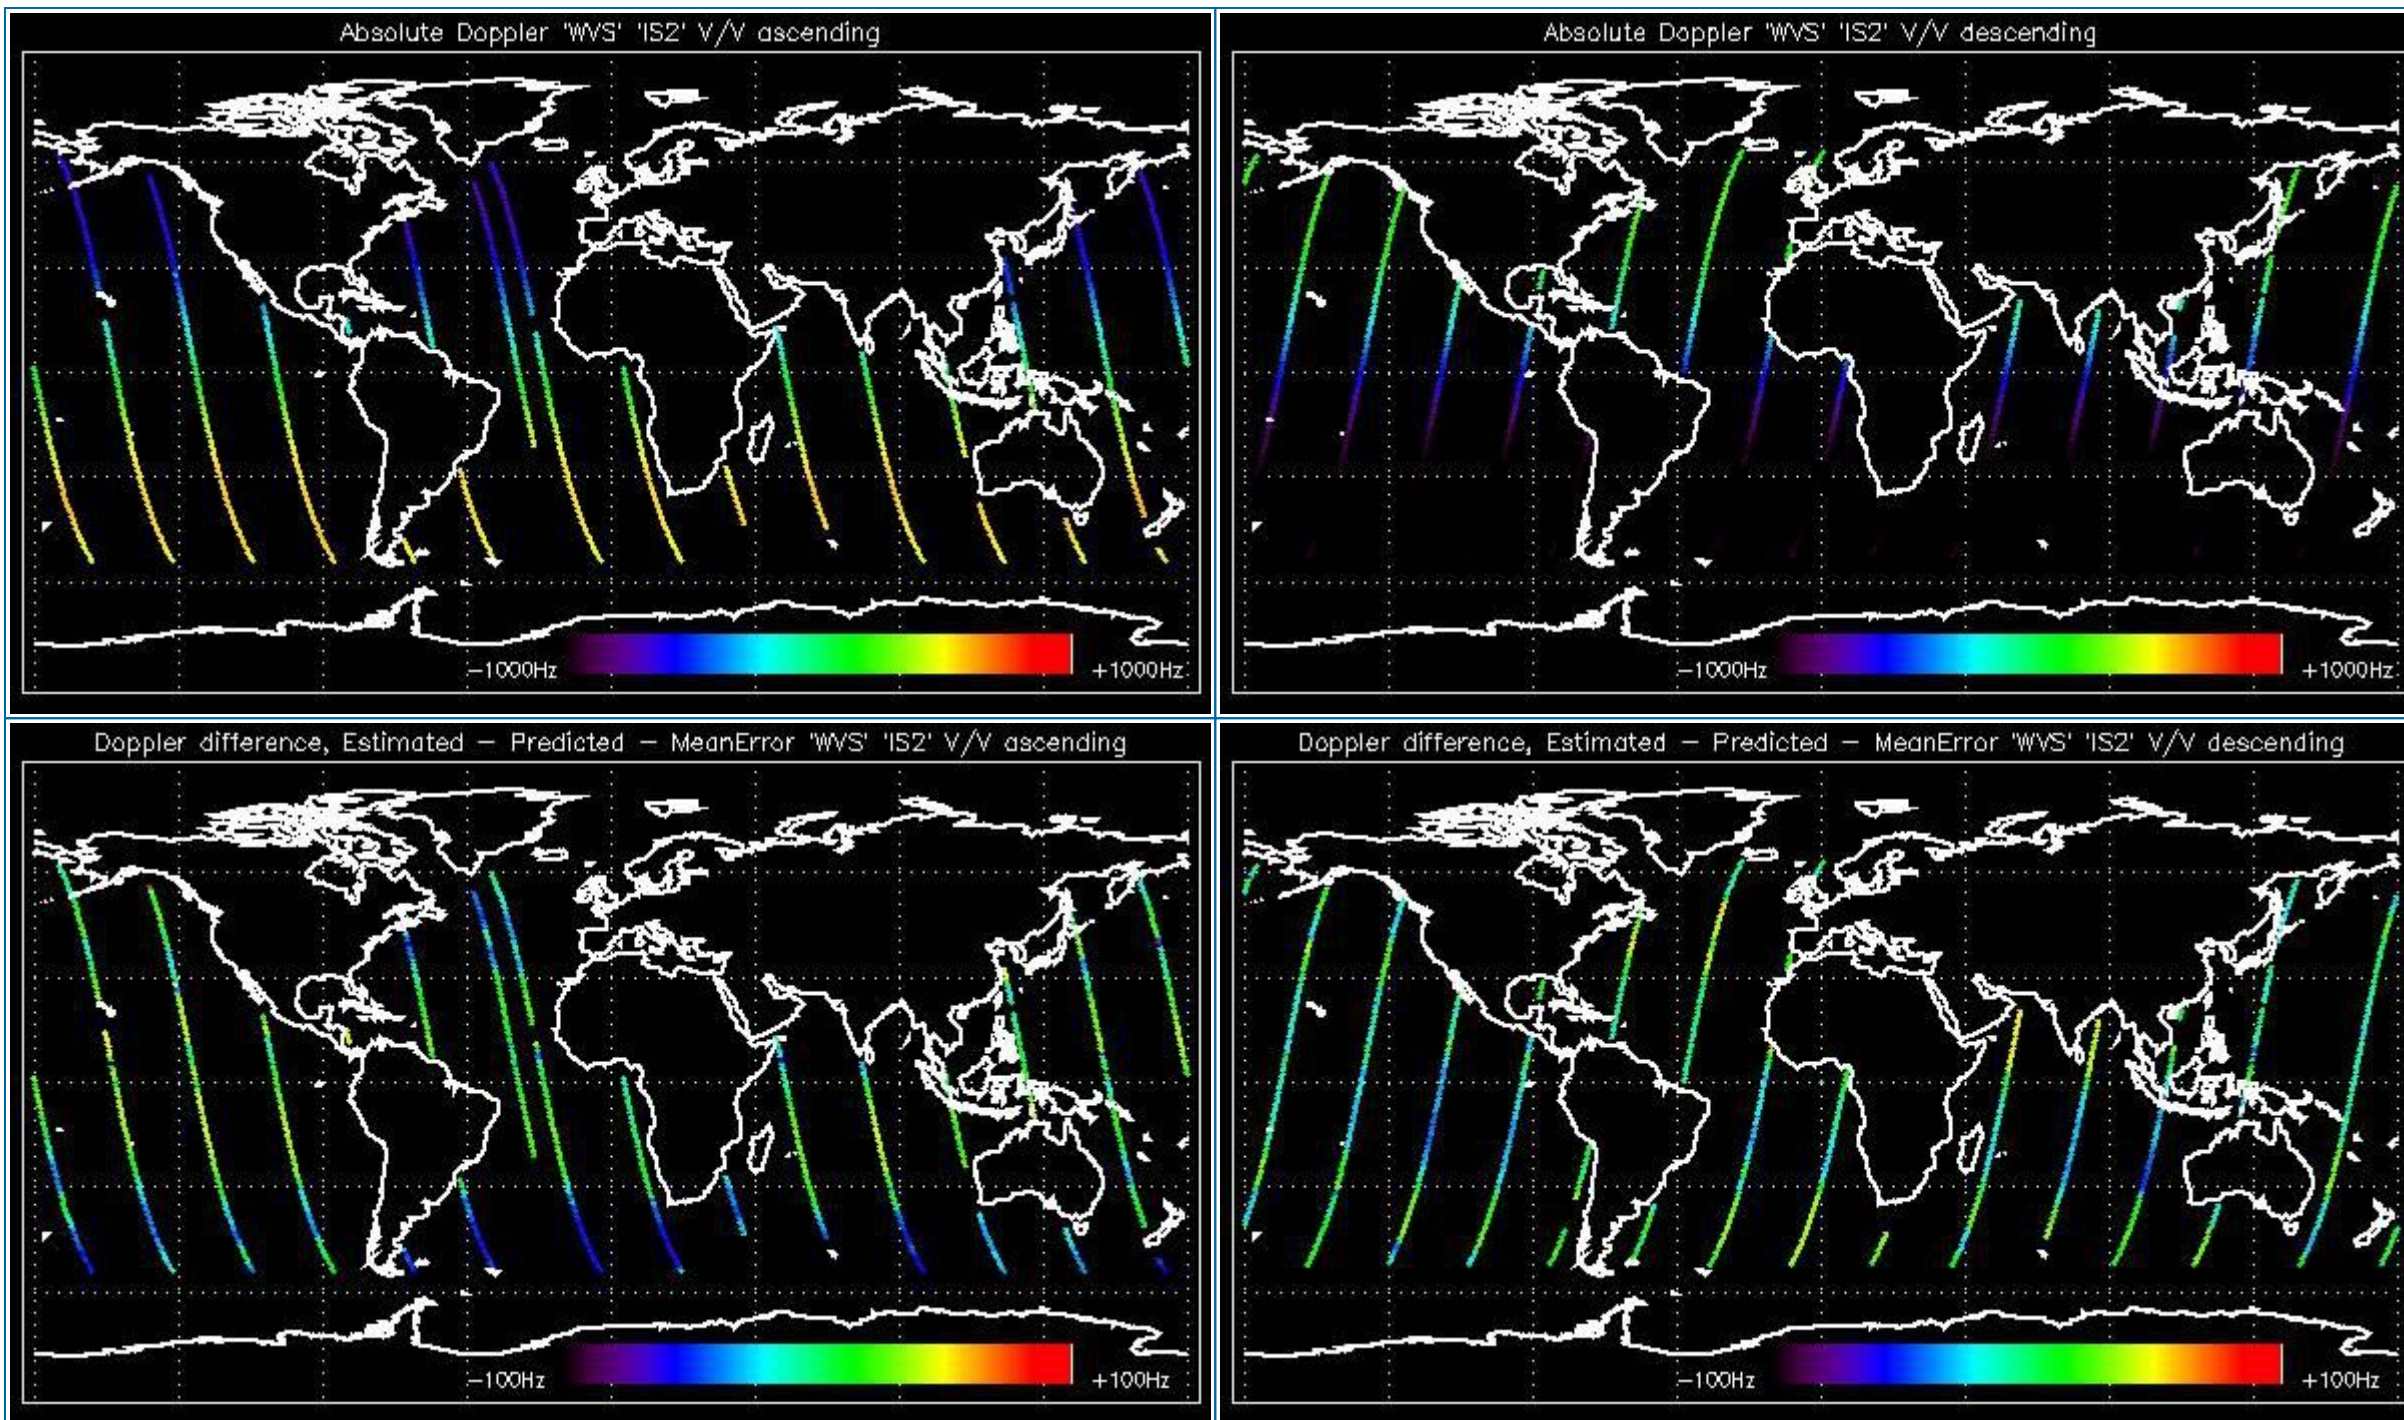 Absolute Doppler 'WVS' 'IS2' V/V ascending
-1000Hz
+1000Hz
Absolute Doppler 'WVS' 'IS2' V/V descending
-1000Hz
+1000Hz
Doppler difference, Estimated - Predicted - MeanError 'WVS' 'IS2' V/V ascending
-100Hz
+100Hz
Doppler difference, Estimated - Predicted - MeanError 'WVS' 'IS2' V/V descending
-100Hz
+100Hz